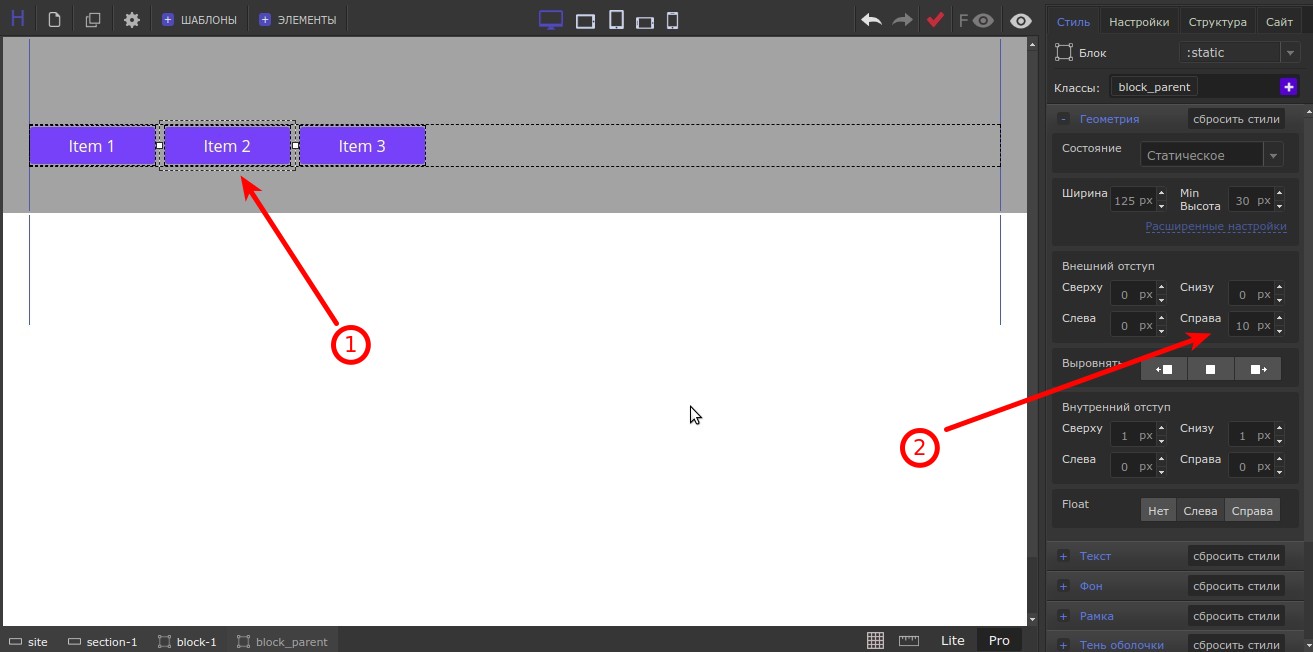 H ШАБЛОНЫ ЭЛЕМЕНТЫ F
Стиль Настройки Структура Сайт
Блок :static
Классы: block_parent
- Геометрия сбросить стили
Состояние Статическое
Ширина 125 px Min Высота 30 px
Расширенные настройки
Внешний отступ
Сверху 0 px Снизу 0 px
Слева 0 px Справа 10 px
Выровнять
Внутренний отступ
Сверху 1 px Снизу 1 px
Слева 0 px Справа 0 px
Float Нет Слева Справа
+ Текст сбросить стили
+ Фон сбросить стили
+ Рамка сбросить стили
+ Тень оболочки сбросить стили
Item 1 Item 2 Item 3
1
2
site section-1 block-1 block_parent Lite Pro